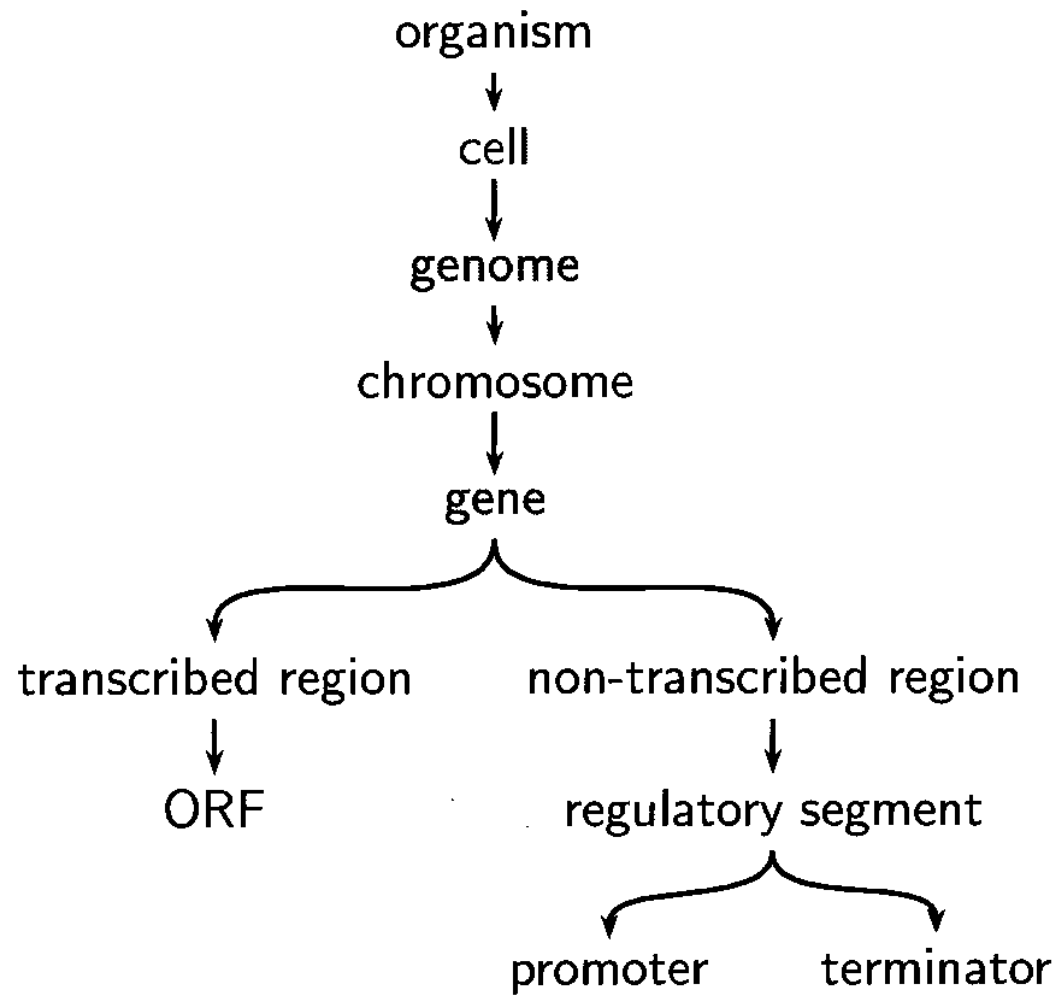 organism
cell
genome
chromosome
gene
transcribed region non-transcribed region
ORF regulatory segment
promoter terminator